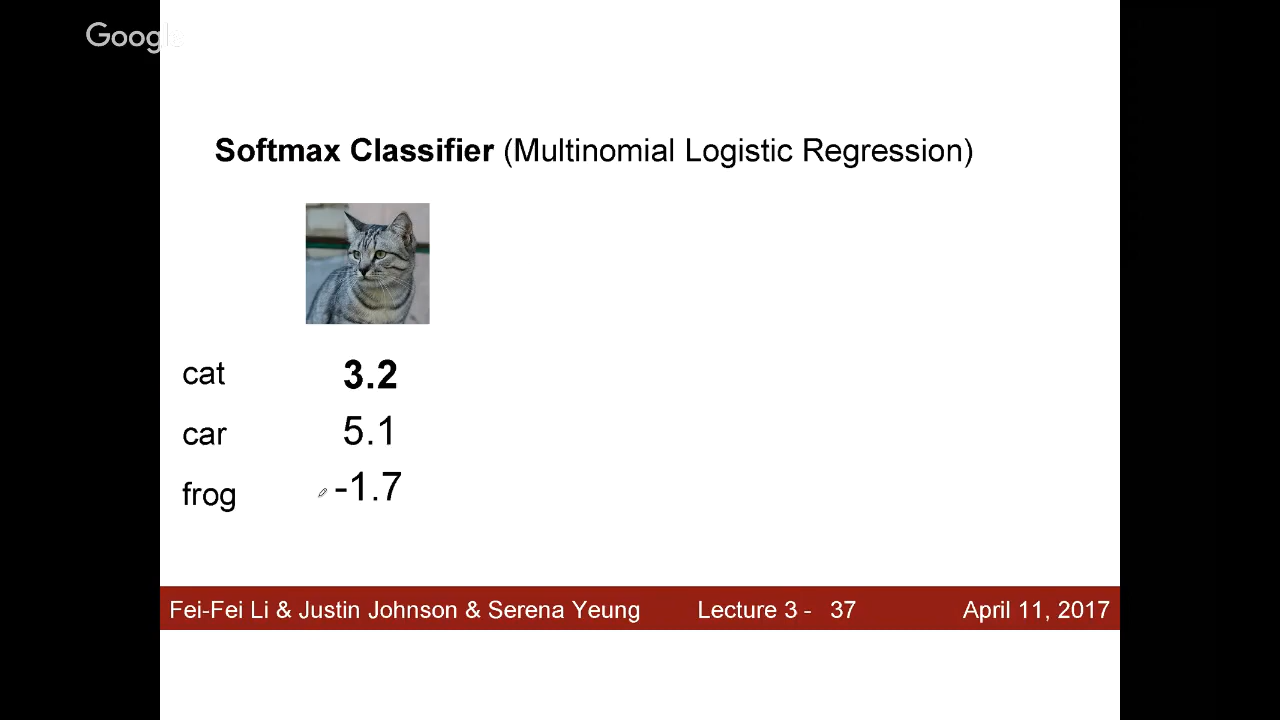 Google
Softmax Classifier (Multinomial Logistic Regression)
cat 3.2
car 5.1
frog -1.7
Fei-Fei Li & Justin Johnson & Serena Yeung Lecture 3 - 37 April 11, 2017